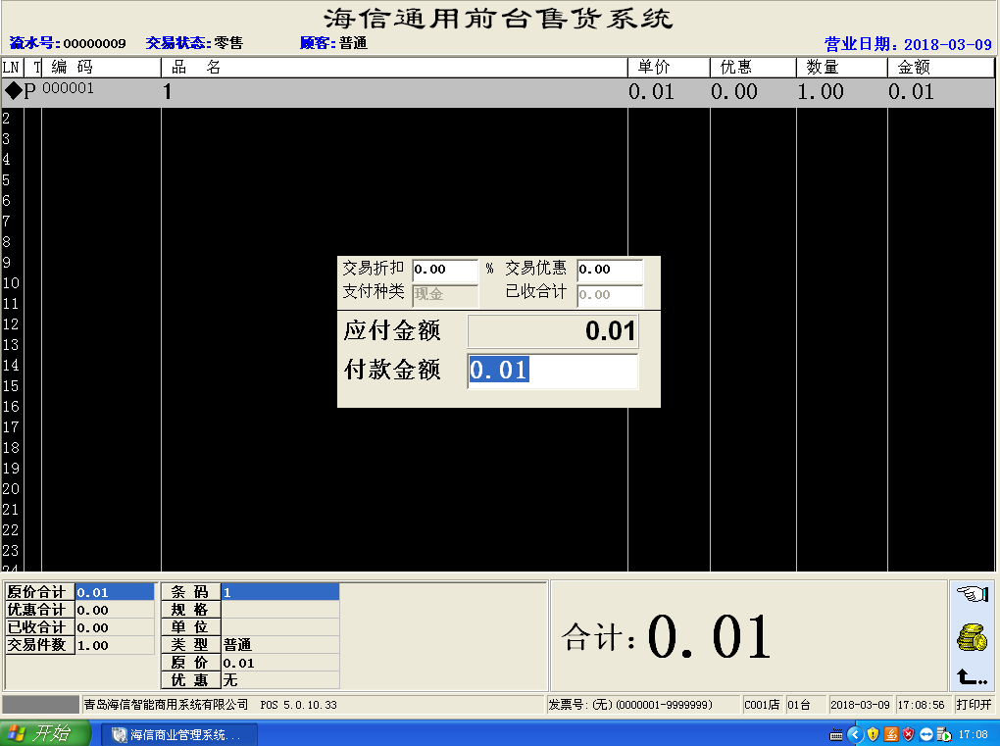 海信通用前台售货系统
流水号:00000009 交易状态:零售 顾客:普通 营业日期: 2018-03-09
LN T 编 码 品 名 单价 优惠 数量 金额
◆P 000001 1 0.01 0.00 1.00 0.01
2
3
4
5
6
7
8
9
10
11
12
13
14
15
16
17
18
19
20
21
22
23
24
交易折扣 0.00 % 交易优惠 0.00
支付种类 现金 已收合计 0.00
应付金额 0.01
付款金额 0.01
原价合计 0.01
优惠合计 0.00
已收合计 0.00
交易件数 1.00
条 码 1
规 格
单 位
类 型 普通
原 价 0.01
优 惠 无
合计: 0.01
青岛海信智能商用系统有限公司 POS 5.0.10.33 发票号:(无)(0000001-9999999) C001店 01台 2018-03-09 17:08:56 打印开
开始 海信商业管理系统... 17:08